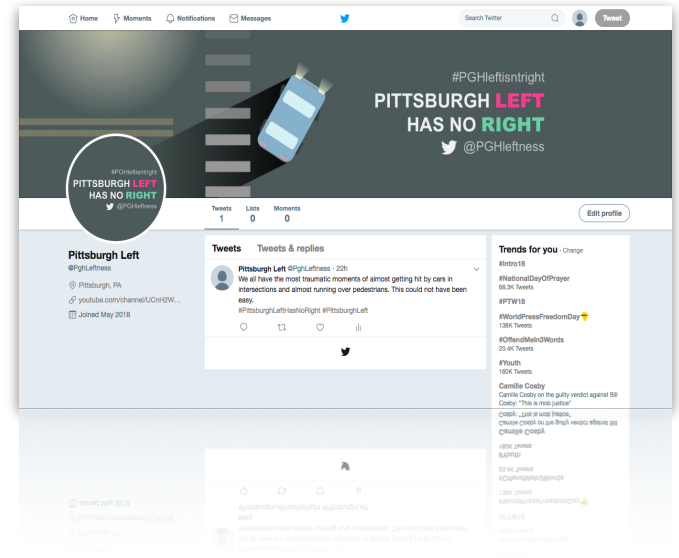 Home
Moments
Notifications
Messages
Search Twitter
Tweet
#PGHleftisntright
PITTSBURGH LEFT
HAS NO RIGHT
@PGHleftness
#PGHleftisntright
PITTSBURGH LEFT
HAS NO RIGHT
@PGHleftness
Tweets Lists Moments
1 0 0
Edit profile
Pittsburgh Left
@PghLeftness
Pittsburgh, PA
youtube.com/channel/UCnH2W...
Joined May 2018
Tweets Tweets & replies
Pittsburgh Left @PghLeftness · 22h
We all have the most traumatic moments of almost getting hit by cars in
intersections and almost running over pedestrians. This could not have been
easy.
#PittsburghLeftHasNoRight #PittsburghLeft
Trends for you · Change
#Intro18
#NationalDayOfPrayer
68.3K Tweets
#PTW18
#WorldPressFreedomDay
138K Tweets
#OffendMeIn3Words
20.4K Tweets
#Youth
160K Tweets
Camille Cosby
Camille Cosby on the guilty verdict against Bill
Cosby: "This is mob justice"